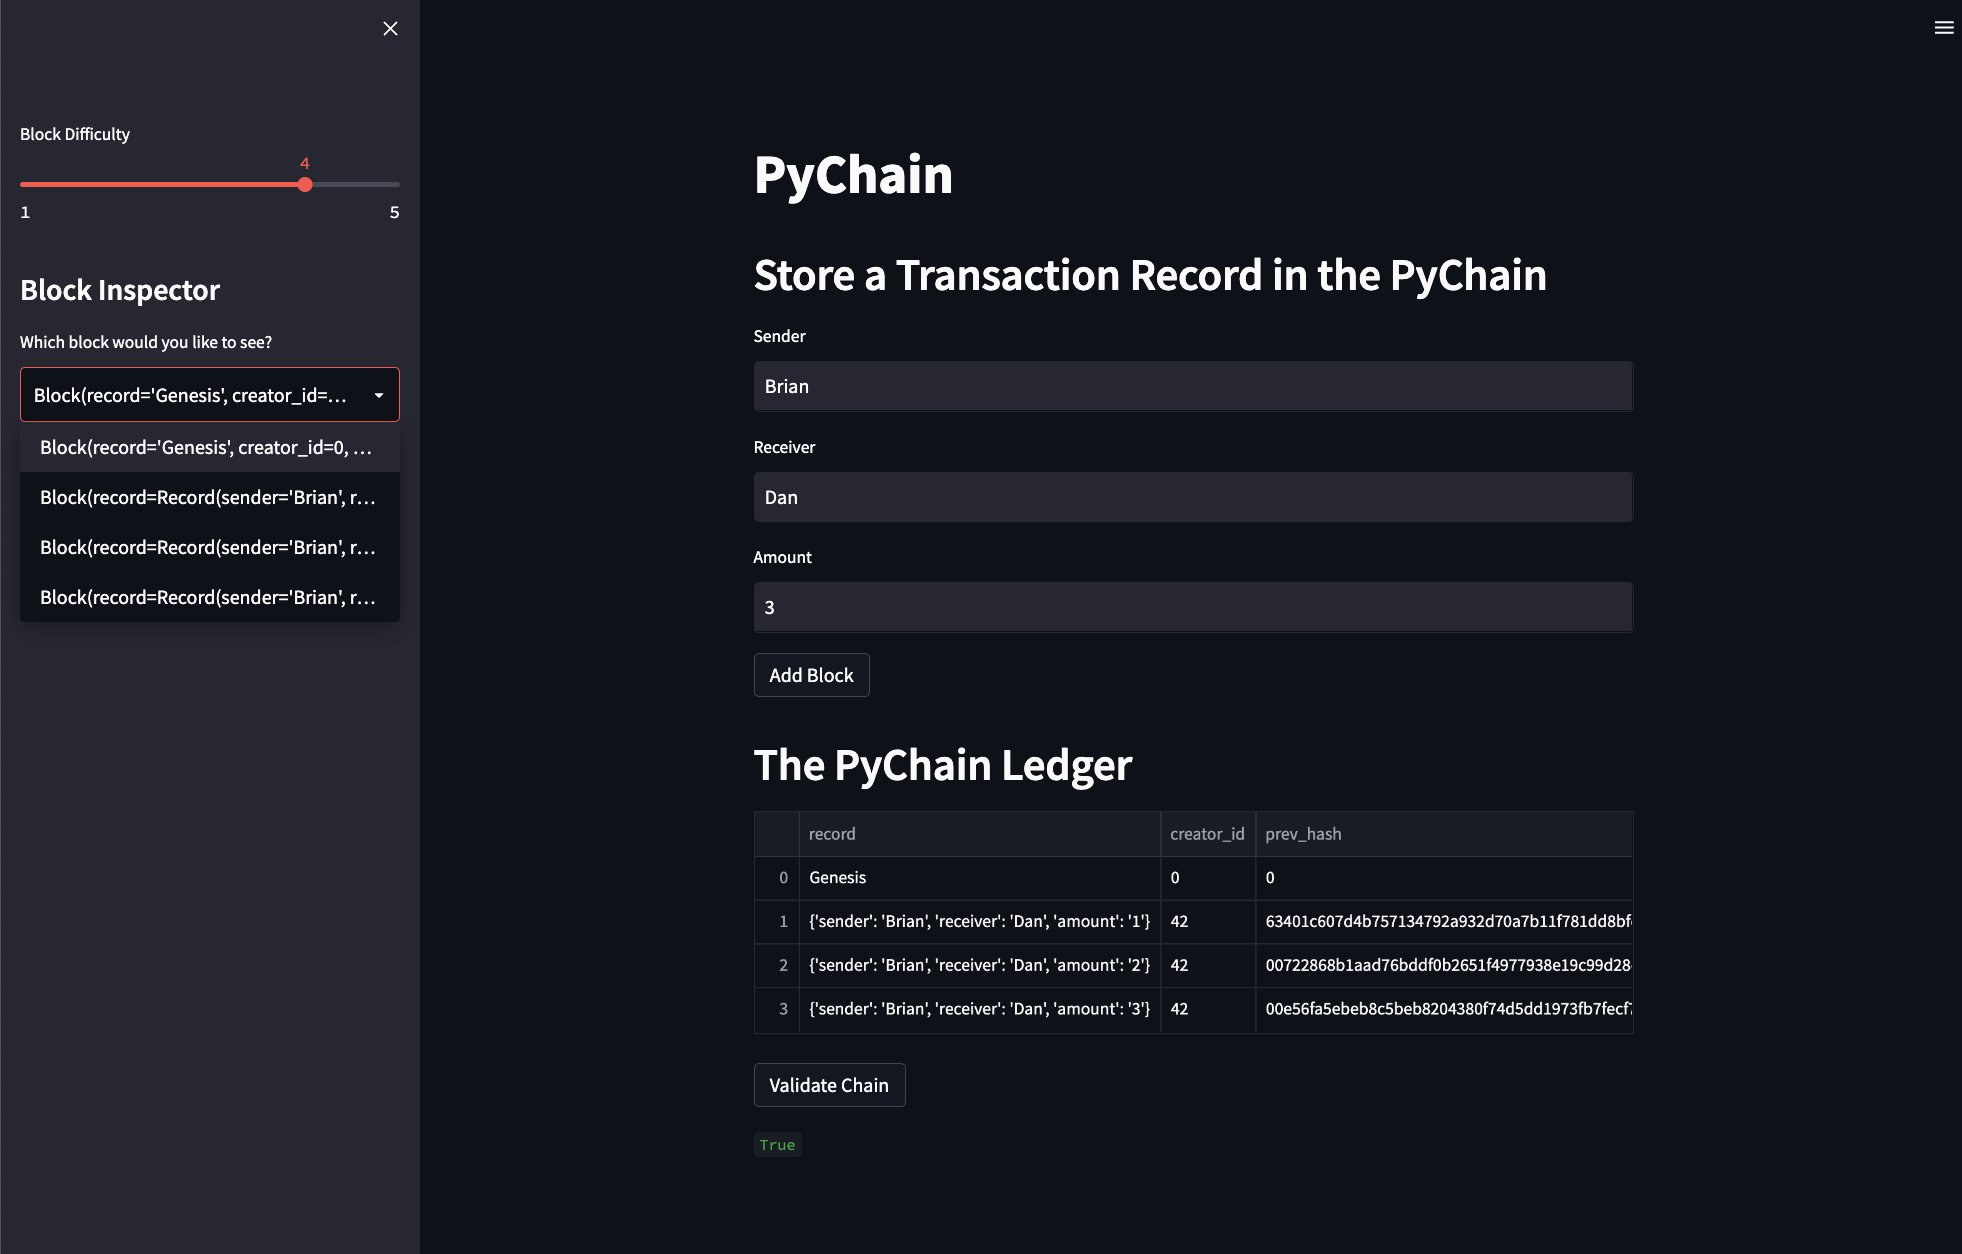 Block Difficulty
4
1 5
Block Inspector
Which block would you like to see?
Block(record='Genesis', creator_id=...
Block(record='Genesis', creator_id=0, ...
Block(record=Record(sender='Brian', r...
Block(record=Record(sender='Brian', r...
Block(record=Record(sender='Brian', r...
PyChain
Store a Transaction Record in the PyChain
Sender
Brian
Receiver
Dan
Amount
3
Add Block
The PyChain Ledger
record creator_id prev_hash
0 Genesis 0 0
1 {'sender': 'Brian', 'receiver': 'Dan', 'amount': '1'} 42 63401c607d4b757134792a932d70a7b11f781dd8bf
2 {'sender': 'Brian', 'receiver': 'Dan', 'amount': '2'} 42 00722868b1aad76bddf0b2651f4977938e19c99d28
3 {'sender': 'Brian', 'receiver': 'Dan', 'amount': '3'} 42 00e56fa5ebeb8c5beb8204380f74d5dd1973fb7fecf7
Validate Chain
True